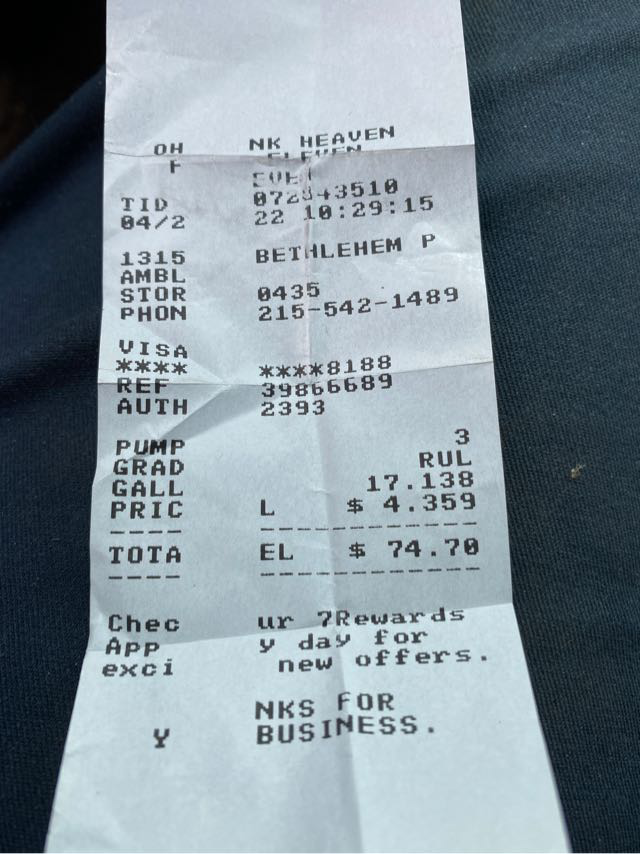 OH NK HEAVEN
F ELEVEN
TID 072843510
04/2 22 10:29:15
1315 BETHLEHEM P
AMBL
STOR 0435
PHON 215-542-1489
VISA
**** ****8188
REF 39866689
AUTH 2393
PUMP 3
GRAD RUL
GALL 17.138
PRIC L $ 4.359
TOTA EL $ 74.70
Chec ur 7Rewards
App y day for
exci new offers.
NKS FOR
Y BUSINESS.